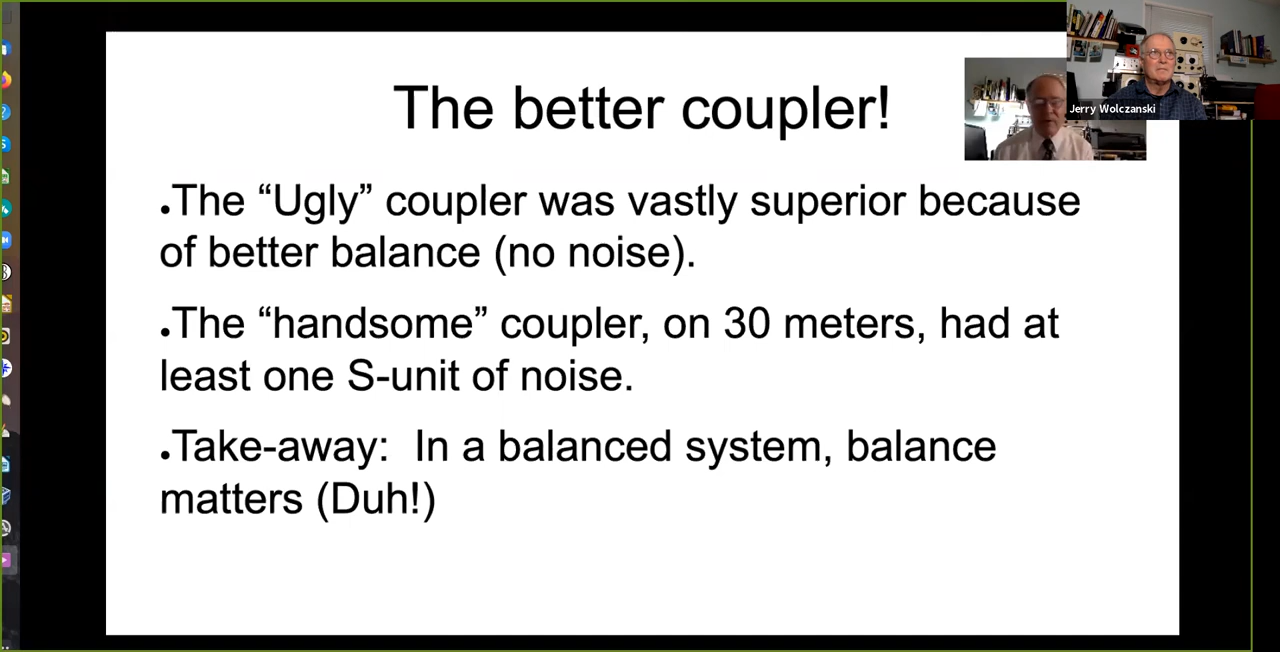 The better coupler!
Jerry Wolczanski
.The “Ugly” coupler was vastly superior because
of better balance (no noise).
.The “handsome” coupler, on 30 meters, had at
least one S-unit of noise.
.Take-away:  In a balanced system, balance
matters (Duh!)